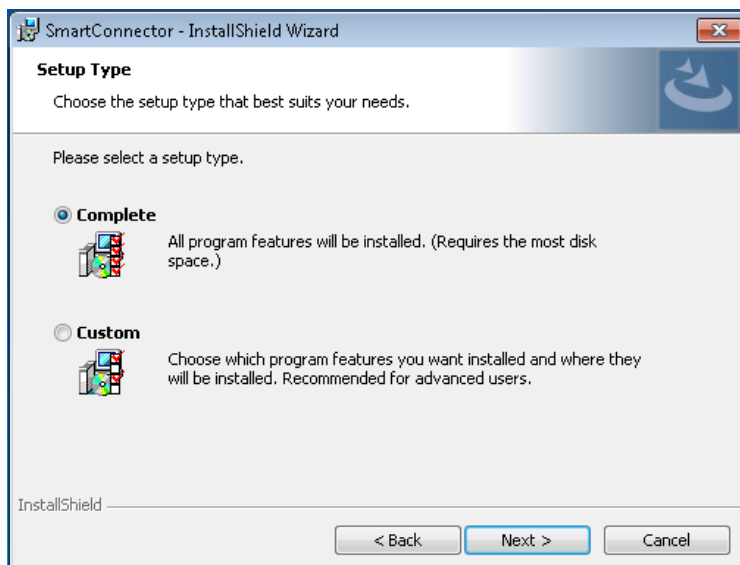 SmartConnector - InstallShield Wizard
Setup Type
Choose the setup type that best suits your needs.
Please select a setup type.
Complete
All program features will be installed. (Requires the most disk
space.)
Custom
Choose which program features you want installed and where they
will be installed. Recommended for advanced users.
InstallShield
< Back
Next >
Cancel